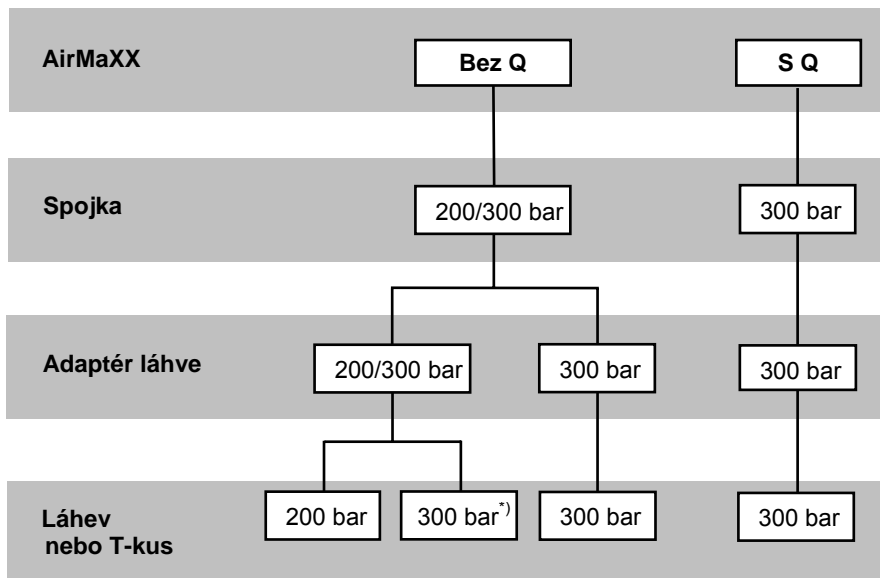 AirMaXX
Bez Q
S Q
Spojka
200/300 bar
300 bar
Adaptér láhve
200/300 bar
300 bar
300 bar
Láhev
nebo T-kus
200 bar
300 bar*)
300 bar
300 bar